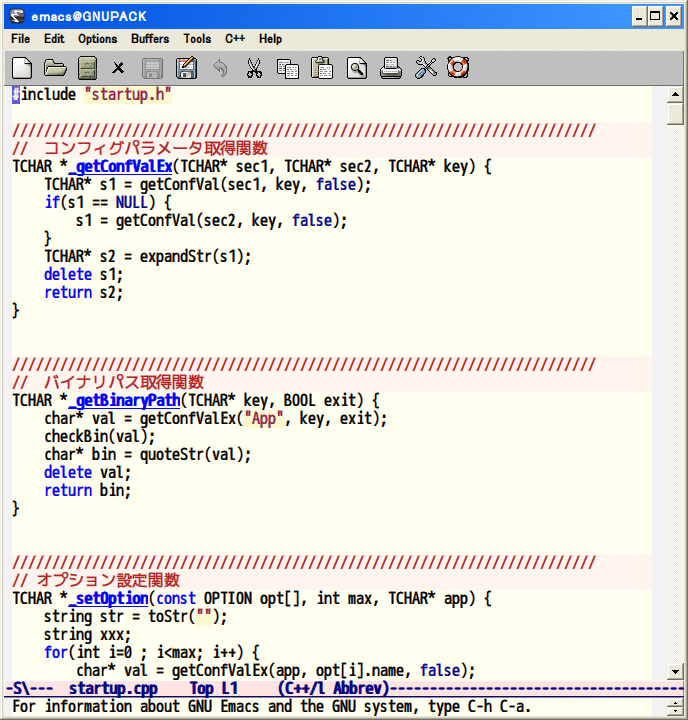 emacs@GNUPACK
File Edit Options Buffers Tools C++ Help
#include "startup.h"
/////////////////////////////////////////////////////////////////////////
// コンフィグパラメータ取得関数
TCHAR *_getConfValEx(TCHAR* sec1, TCHAR* sec2, TCHAR* key) {
    TCHAR* s1 = getConfVal(sec1, key, false);
    if(s1 == NULL) {
        s1 = getConfVal(sec2, key, false);
    }
    TCHAR* s2 = expandStr(s1);
    delete s1;
    return s2;
}
/////////////////////////////////////////////////////////////////////////
// バイナリパス取得関数
TCHAR *_getBinaryPath(TCHAR* key, BOOL exit) {
    char* val = getConfValEx("App", key, exit);
    checkBin(val);
    char* bin = quoteStr(val);
    delete val;
    return bin;
}
/////////////////////////////////////////////////////////////////////////
// オプション設定関数
TCHAR *_setOption(const OPTION opt[], int max, TCHAR* app) {
    string str = toStr("");
    string xxx;
    for(int i=0 ; i<max; i++) {
        char* val = getConfValEx(app, opt[i].name, false);
-S\--- startup.cpp Top L1 (C++/l Abbrev)-------------------------------------
For information about GNU Emacs and the GNU system, type C-h C-a.